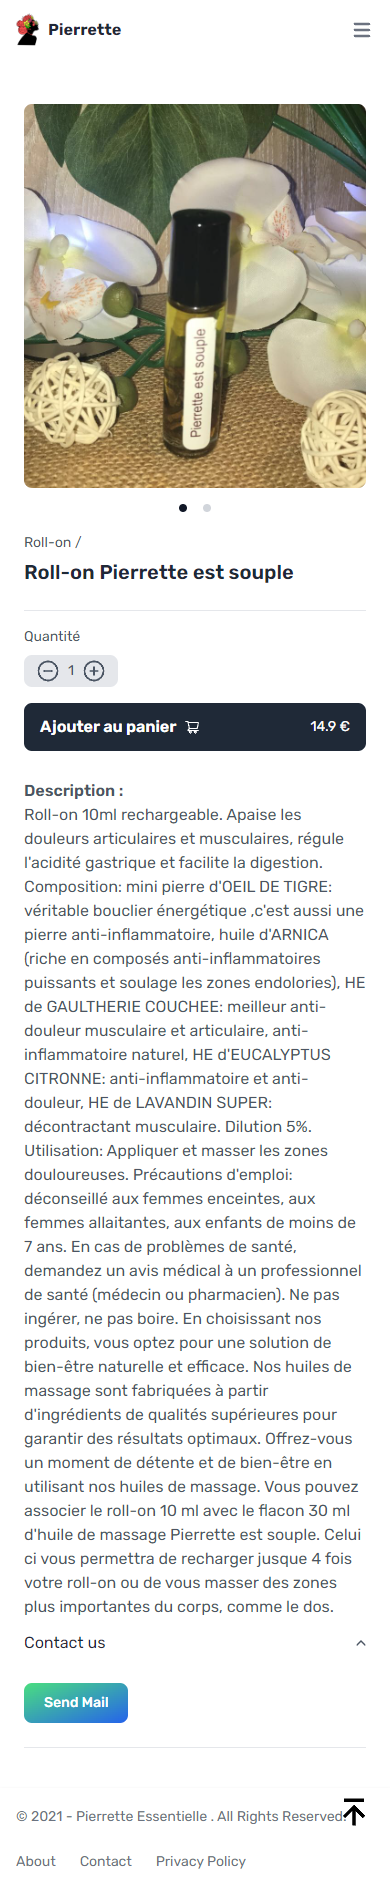 Pierrette
Pierrette est souple
Roll-on /
Roll-on Pierrette est souple
Quantité
1
Ajouter au panier 14.9 €
Description :
Roll-on 10ml rechargeable. Apaise les
douleurs articulaires et musculaires, régule
l'acidité gastrique et facilite la digestion.
Composition: mini pierre d'OEIL DE TIGRE:
véritable bouclier énergétique ,c'est aussi une
pierre anti-inflammatoire, huile d'ARNICA
(riche en composés anti-inflammatoires
puissants et soulage les zones endolories), HE
de GAULTHERIE COUCHEE: meilleur anti-
douleur musculaire et articulaire, anti-
inflammatoire naturel, HE d'EUCALYPTUS
CITRONNE: anti-inflammatoire et anti-
douleur, HE de LAVANDIN SUPER:
décontractant musculaire. Dilution 5%.
Utilisation: Appliquer et masser les zones
douloureuses. Précautions d'emploi:
déconseillé aux femmes enceintes, aux
femmes allaitantes, aux enfants de moins de
7 ans. En cas de problèmes de santé,
demandez un avis médical à un professionnel
de santé (médecin ou pharmacien). Ne pas
ingérer, ne pas boire. En choisissant nos
produits, vous optez pour une solution de
bien-être naturelle et efficace. Nos huiles de
massage sont fabriquées à partir
d'ingrédients de qualités supérieures pour
garantir des résultats optimaux. Offrez-vous
un moment de détente et de bien-être en
utilisant nos huiles de massage. Vous pouvez
associer le roll-on 10 ml avec le flacon 30 ml
d'huile de massage Pierrette est souple. Celui
ci vous permettra de recharger jusque 4 fois
votre roll-on ou de vous masser des zones
plus importantes du corps, comme le dos.
Contact us
Send Mail
© 2021 - Pierrette Essentielle . All Rights Reserved.
About Contact Privacy Policy